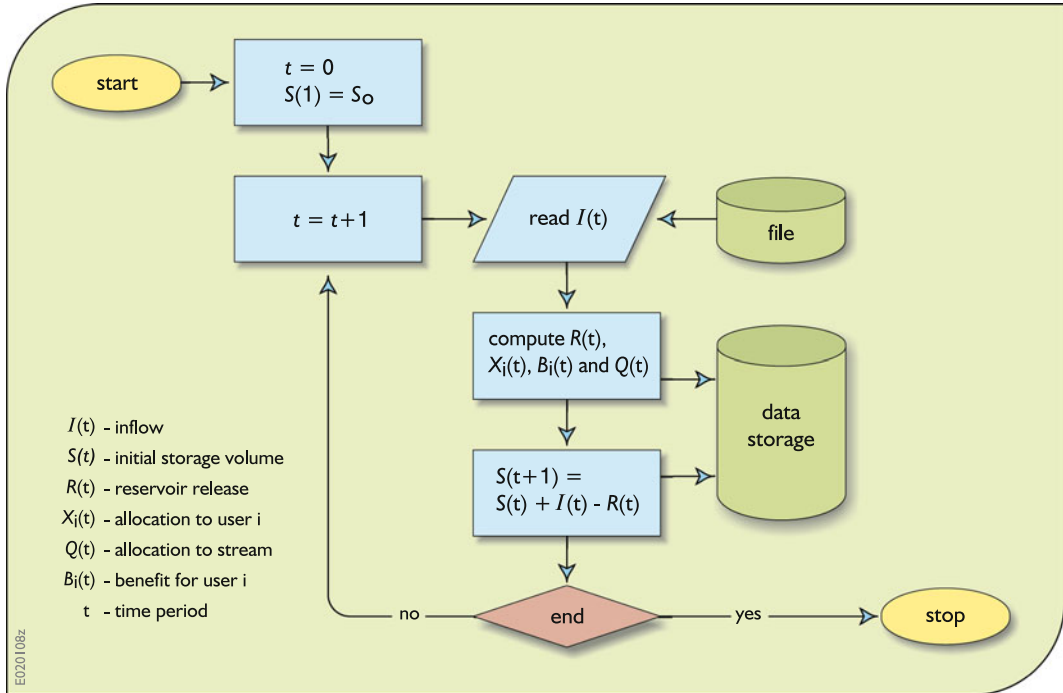 start
t = 0
S(1) = So
t = t+1
read I(t)
file
compute R(t),
Xi(t), Bi(t) and Q(t)
data
storage
S(t+1) =
S(t) + I(t) - R(t)
I(t) - inflow
S(t) - initial storage volume
R(t) - reservoir release
Xi(t) - allocation to user i
Q(t) - allocation to stream
Bi(t) - benefit for user i
t - time period
no
end
yes
stop
E020108z